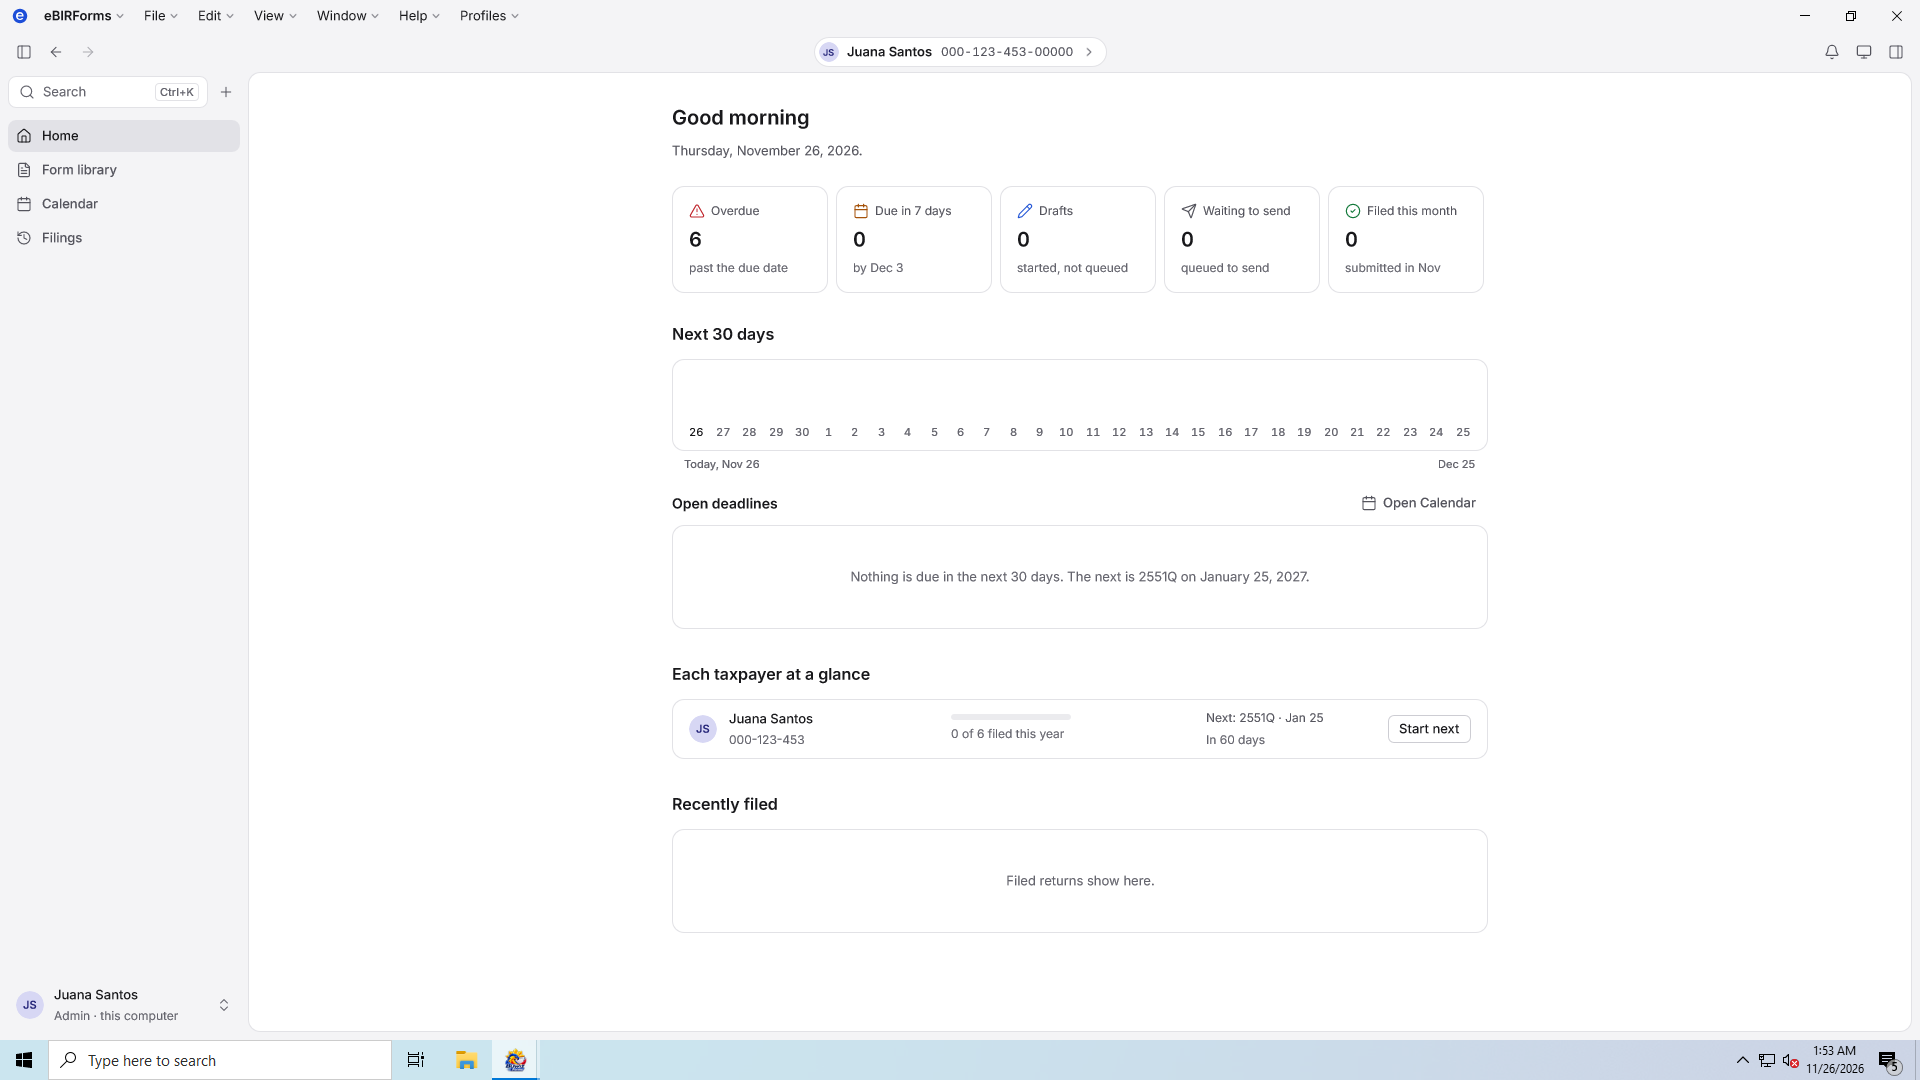 eBIRForms File Edit View Window Help Profiles
JS Juana Santos 000-123-453-00000
Search Ctrl+K
Home
Form library
Calendar
Filings
Good morning
Thursday, November 26, 2026.
Overdue
6
past the due date
Due in 7 days
0
by Dec 3
Drafts
0
started, not queued
Waiting to send
0
queued to send
Filed this month
0
submitted in Nov
Next 30 days
26 27 28 29 30 1 2 3 4 5 6 7 8 9 10 11 12 13 14 15 16 17 18 19 20 21 22 23 24 25
Today, Nov 26 Dec 25
Open deadlines Open Calendar
Nothing is due in the next 30 days. The next is 2551Q on January 25, 2027.
Each taxpayer at a glance
JS Juana Santos
000-123-453
0 of 6 filed this year
Next: 2551Q · Jan 25
In 60 days
Start next
Recently filed
Filed returns show here.
JS Juana Santos
Admin · this computer
Type here to search
1:53 AM
11/26/2026
5